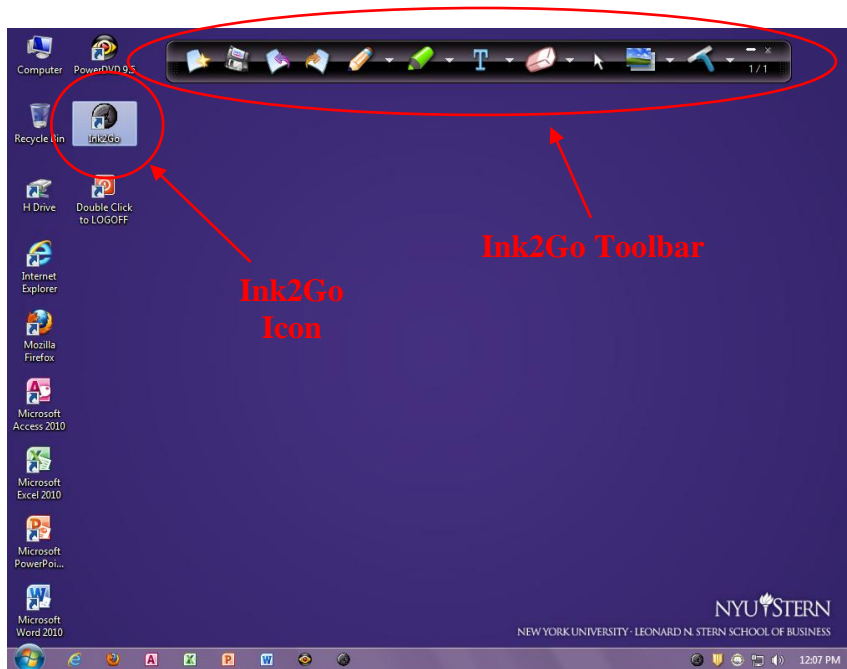 Computer
PowerDVD 9.5
T
1/1
Recycle Bin
Ink2Go
H Drive
Double Click
to LOGOFF
Ink2Go Toolbar
Internet
Explorer
Ink2Go
Icon
Mozilla
Firefox
Microsoft
Access 2010
Microsoft
Excel 2010
Microsoft
PowerPoi...
Microsoft
Word 2010
NYU STERN
NEW YORK UNIVERSITY · LEONARD N. STERN SCHOOL OF BUSINESS
12:07 PM